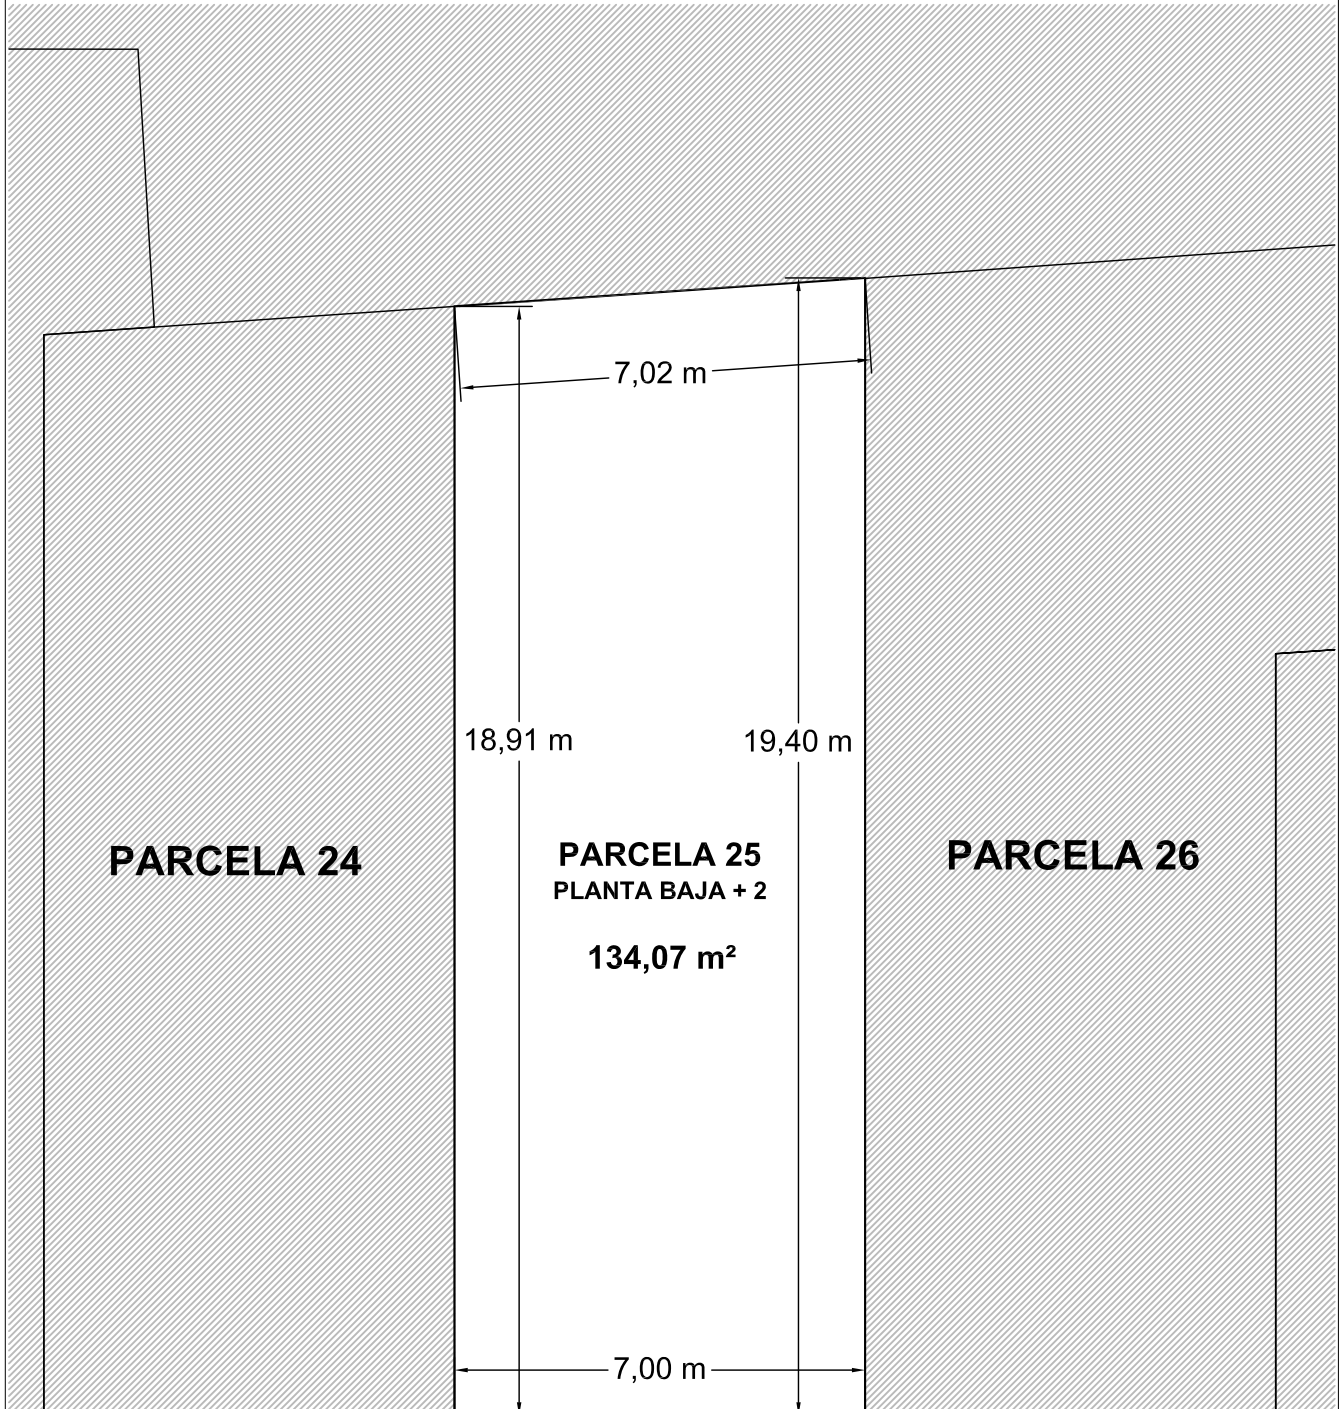 7,02 m
18,91 m
19,40 m
PARCELA 24
PARCELA 25
PLANTA BAJA + 2
134,07 m²
PARCELA 26
7,00 m